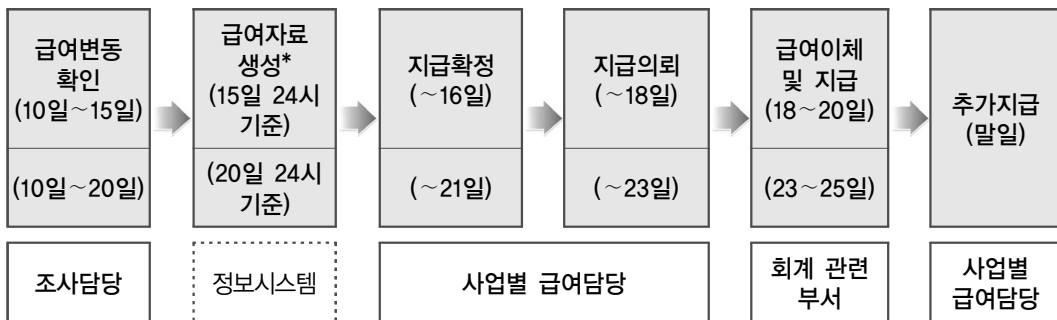 급여변동
확인
(10일~15일)
(10일~20일)
급여자료
생성*
(15일 24시
기준)
(20일 24시
기준)
지급확정
(~16일)
(~21일)
지급의뢰
(~18일)
(~23일)
급여이체
및 지급
(18~20일)
(23~25일)
추가지급
(말일)
조사담당
정보시스템
사업별 급여담당
회계 관련
부서
사업별
급여담당